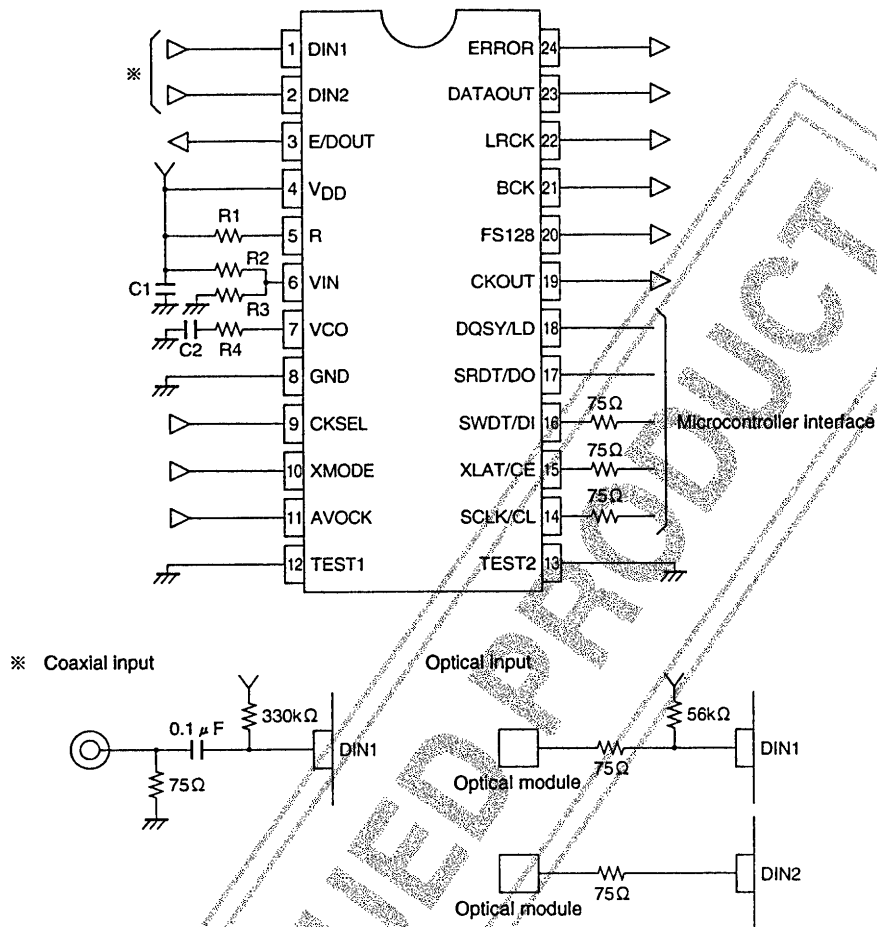 ※
1 DIN1
2 DIN2
3 E/DOUT
4 VDD
R1
5 R
R2
6 VIN
C1
R3
7 VCO
C2 R4
8 GND
9 CKSEL
10 XMODE
11 AVOCK
12 TEST1
ERROR 24
DATAOUT 23
LRCK 22
BCK 21
FS128 20
CKOUT 19
DQSY/LD 18
SRDT/DO 17
75Ω
SWDT/DI 16
Microcontroller interface
75Ω
XLAT/CE 15
75Ω
SCLK/CL 14
TEST2 13
※ Coaxial input
330kΩ
0.1 μF
DIN1
75Ω
Optical input
56kΩ
DIN1
75Ω
Optical module
DIN2
75Ω
Optical module
PRODUCT